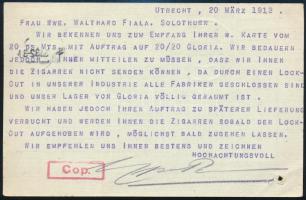 Utrecht, 20 März 1913.
Frau Wwe. Walthard Fiala. Solothurn.
Wir bekennen uns zum Empfang Ihrer w. Karte vom
20 ds. Mts. mit Auftrag auf 20/20 Gloria. Wir bedauern
jedoch Ihnen mitteilen zu müssen, dasz wir Ihnen
die Zigarren nicht senden können, da durch einen Lock-
Out in unserer Industrie alle Fabriken geschlossen sind
und unser Lager von Gloria völlig geräumt ist.
Wir haben jedoch Ihren Auftrag zu späterer Lieferung
verbucht und werden Ihnen die Zigarren sobald der Lock-
Out aufgehoben wird, möglichst bald zugehen lassen.
Wir empfehlen uns Ihnen bestens und zeichnen
Hochachtungsvoll
Cop.